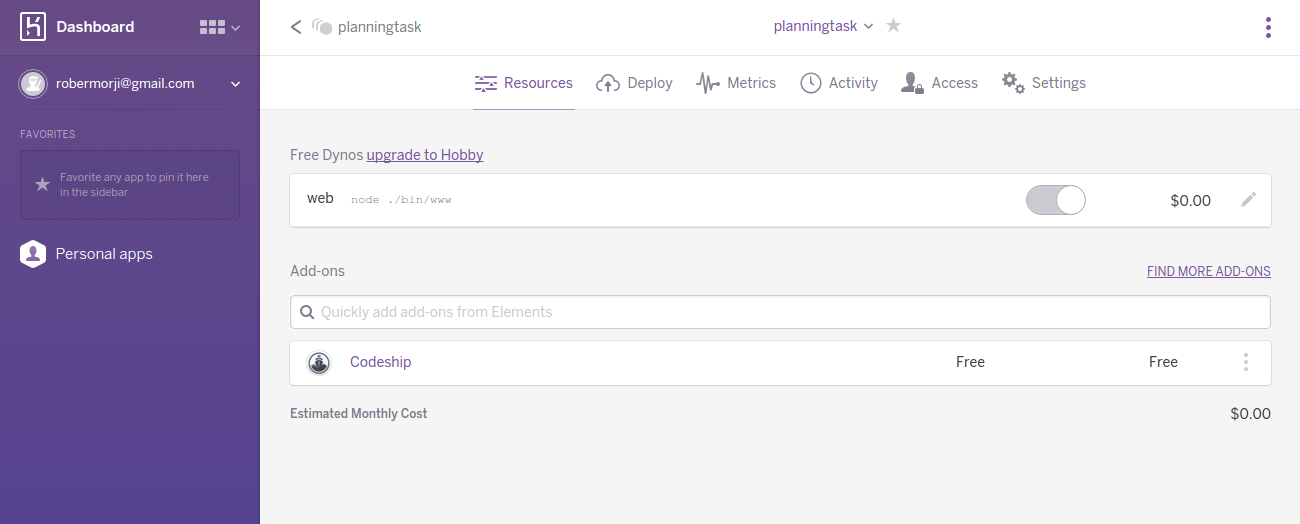 Dashboard
planningtask
planningtask
robermorji@gmail.com
Resources Deploy Metrics Activity Access Settings
FAVORITES
Favorite any app to pin it here
in the sidebar
Personal apps
Free Dynos upgrade to Hobby
web node ./bin/www $0.00
Add-ons FIND MORE ADD-ONS
Quickly add add-ons from Elements
Codeship Free Free
Estimated Monthly Cost $0.00